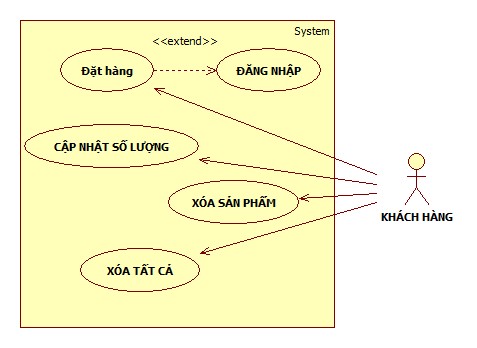 System
<<extend>>
Đặt hàng
ĐĂNG NHẬP
CẬP NHẬT SỐ LƯỢNG
XÓA SẢN PHẨM
KHÁCH HÀNG
XÓA TẤT CẢ